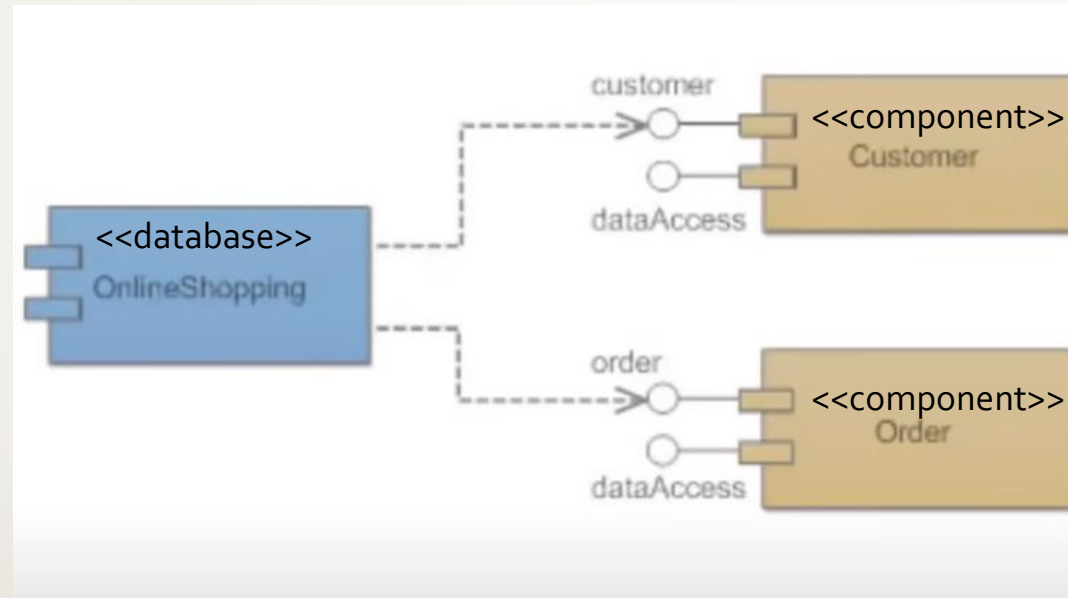 customer
<<component>>
Customer
dataAccess
<<database>>
OnlineShopping
order
<<component>>
Order
dataAccess